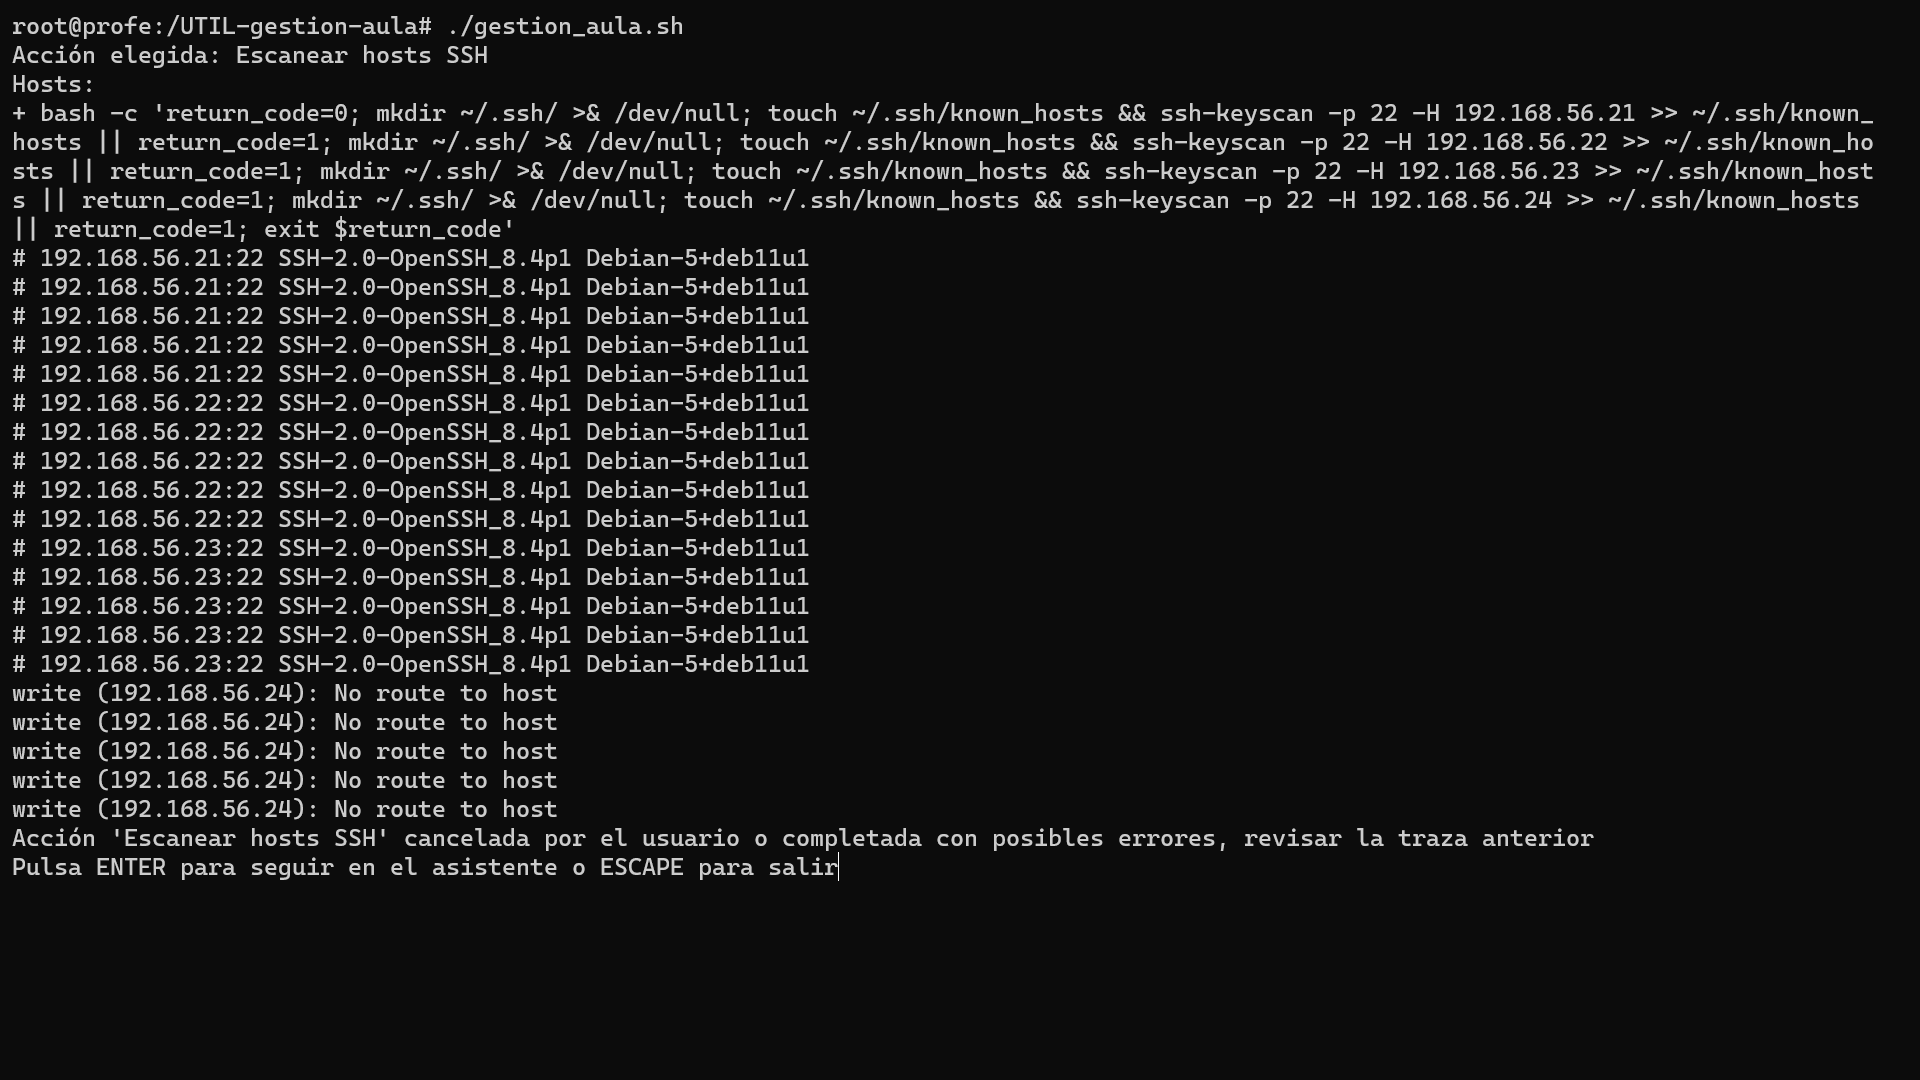 root@profe:/UTIL-gestion-aula# ./gestion_aula.sh
Acción elegida: Escanear hosts SSH
Hosts:
+ bash -c 'return_code=0; mkdir ~/.ssh/ >& /dev/null; touch ~/.ssh/known_hosts && ssh-keyscan -p 22 -H 192.168.56.21 >> ~/.ssh/known_
hosts || return_code=1; mkdir ~/.ssh/ >& /dev/null; touch ~/.ssh/known_hosts && ssh-keyscan -p 22 -H 192.168.56.22 >> ~/.ssh/known_ho
sts || return_code=1; mkdir ~/.ssh/ >& /dev/null; touch ~/.ssh/known_hosts && ssh-keyscan -p 22 -H 192.168.56.23 >> ~/.ssh/known_host
s || return_code=1; mkdir ~/.ssh/ >& /dev/null; touch ~/.ssh/known_hosts && ssh-keyscan -p 22 -H 192.168.56.24 >> ~/.ssh/known_hosts
|| return_code=1; exit $return_code'
# 192.168.56.21:22 SSH-2.0-OpenSSH_8.4p1 Debian-5+deb11u1
# 192.168.56.21:22 SSH-2.0-OpenSSH_8.4p1 Debian-5+deb11u1
# 192.168.56.21:22 SSH-2.0-OpenSSH_8.4p1 Debian-5+deb11u1
# 192.168.56.21:22 SSH-2.0-OpenSSH_8.4p1 Debian-5+deb11u1
# 192.168.56.21:22 SSH-2.0-OpenSSH_8.4p1 Debian-5+deb11u1
# 192.168.56.22:22 SSH-2.0-OpenSSH_8.4p1 Debian-5+deb11u1
# 192.168.56.22:22 SSH-2.0-OpenSSH_8.4p1 Debian-5+deb11u1
# 192.168.56.22:22 SSH-2.0-OpenSSH_8.4p1 Debian-5+deb11u1
# 192.168.56.22:22 SSH-2.0-OpenSSH_8.4p1 Debian-5+deb11u1
# 192.168.56.22:22 SSH-2.0-OpenSSH_8.4p1 Debian-5+deb11u1
# 192.168.56.23:22 SSH-2.0-OpenSSH_8.4p1 Debian-5+deb11u1
# 192.168.56.23:22 SSH-2.0-OpenSSH_8.4p1 Debian-5+deb11u1
# 192.168.56.23:22 SSH-2.0-OpenSSH_8.4p1 Debian-5+deb11u1
# 192.168.56.23:22 SSH-2.0-OpenSSH_8.4p1 Debian-5+deb11u1
# 192.168.56.23:22 SSH-2.0-OpenSSH_8.4p1 Debian-5+deb11u1
write (192.168.56.24): No route to host
write (192.168.56.24): No route to host
write (192.168.56.24): No route to host
write (192.168.56.24): No route to host
write (192.168.56.24): No route to host
Acción 'Escanear hosts SSH' cancelada por el usuario o completada con posibles errores, revisar la traza anterior
Pulsa ENTER para seguir en el asistente o ESCAPE para salir